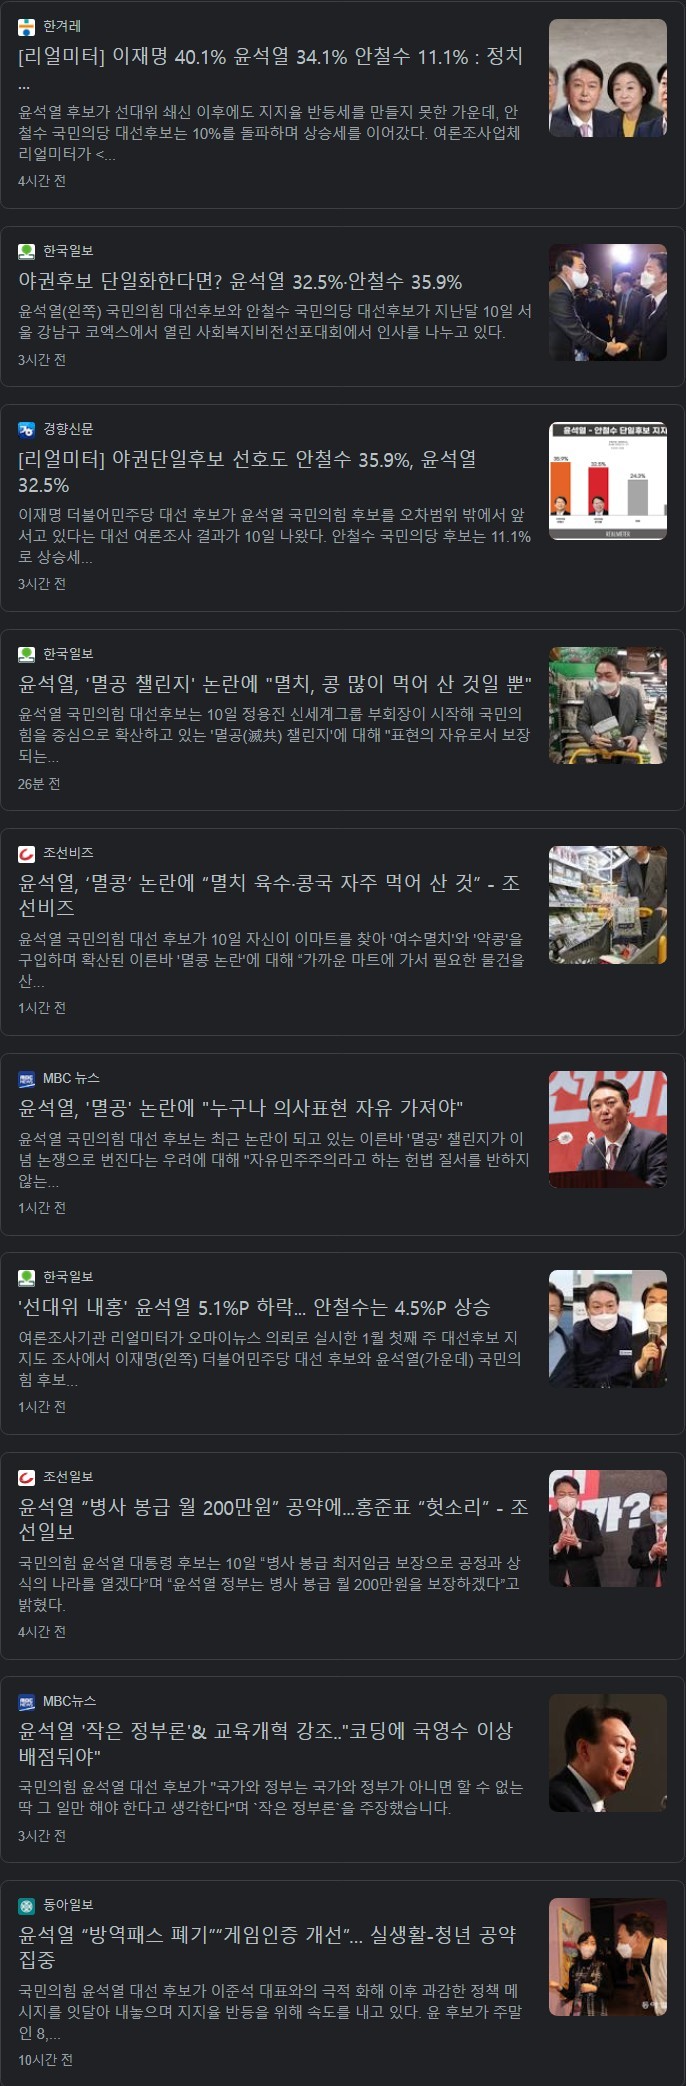 한겨레
[리얼미터] 이재명 40.1% 윤석열 34.1% 안철수 11.1% : 정치
...
윤석열 후보가 선대위 쇄신 이후에도 지지율 반등세를 만들지 못한 가운데, 안
철수 국민의당 대선후보는 10%를 돌파하며 상승세를 이어갔다. 여론조사업체
리얼미터가 <...
4시간 전
한국일보
야권후보 단일화한다면? 윤석열 32.5%·안철수 35.9%
윤석열(왼쪽) 국민의힘 대선후보와 안철수 국민의당 대선후보가 지난달 10일 서
울 강남구 코엑스에서 열린 사회복지비전선포대회에서 인사를 나누고 있다.
3시간 전
경향신문
[리얼미터] 야권단일후보 선호도 안철수 35.9%, 윤석열
32.5%
이재명 더불어민주당 대선 후보가 윤석열 국민의힘 후보를 오차범위 밖에서 앞
서고 있다는 대선 여론조사 결과가 10일 나왔다. 안철수 국민의당 후보는 11.1%
로 상승세...
3시간 전
윤석열 - 안철수 단일후보 지지
35.9%
32.5%
24.3%
REALMETER
한국일보
윤석열, '멸공 챌린지' 논란에 "멸치, 콩 많이 먹어 산 것일 뿐"
윤석열 국민의힘 대선후보는 10일 정용진 신세계그룹 부회장이 시작해 국민의
힘을 중심으로 확산하고 있는 '멸공(滅共) 챌린지'에 대해 "표현의 자유로서 보장
되는...
26분 전
조선비즈
윤석열, ‘멸콩’ 논란에 “멸치 육수·콩국 자주 먹어 산 것” - 조
선비즈
윤석열 국민의힘 대선 후보가 10일 자신이 이마트를 찾아 '여수멸치'와 '약콩'을
구입하며 확산된 이른바 '멸콩 논란'에 대해 “가까운 마트에 가서 필요한 물건을
산...
1시간 전
MBC 뉴스
윤석열, '멸공' 논란에 "누구나 의사표현 자유 가져야"
윤석열 국민의힘 대선 후보는 최근 논란이 되고 있는 이른바 '멸공' 챌린지가 이
념 논쟁으로 번진다는 우려에 대해 "자유민주주의라고 하는 헌법 질서를 반하지
않는...
1시간 전
한국일보
'선대위 내홍' 윤석열 5.1%P 하락... 안철수는 4.5%P 상승
여론조사기관 리얼미터가 오마이뉴스 의뢰로 실시한 1월 첫째 주 대선후보 지
지도 조사에서 이재명(왼쪽) 더불어민주당 대선 후보와 윤석열(가운데) 국민의
힘 후보...
1시간 전
조선일보
윤석열 “병사 봉급 월 200만원” 공약에...홍준표 “헛소리” - 조
선일보
국민의힘 윤석열 대통령 후보는 10일 “병사 봉급 최저임금 보장으로 공정과 상
식의 나라를 열겠다”며 “윤석열 정부는 병사 봉급 월 200만원을 보장하겠다”고
밝혔다.
4시간 전
까?
MBC뉴스
윤석열 '작은 정부론'& 교육개혁 강조.."코딩에 국영수 이상
배점둬야"
국민의힘 윤석열 대선 후보가 "국가와 정부는 국가와 정부가 아니면 할 수 없는
딱 그 일만 해야 한다고 생각한다"며 `작은 정부론`을 주장했습니다.
3시간 전
동아일보
윤석열 “방역패스 폐기”“게임인증 개선”... 실생활-청년 공약
집중
국민의힘 윤석열 대선 후보가 이준석 대표와의 극적 화해 이후 과감한 정책 메
시지를 잇달아 내놓으며 지지율 반등을 위해 속도를 내고 있다. 윤 후보가 주말
인 8,...
10시간 전